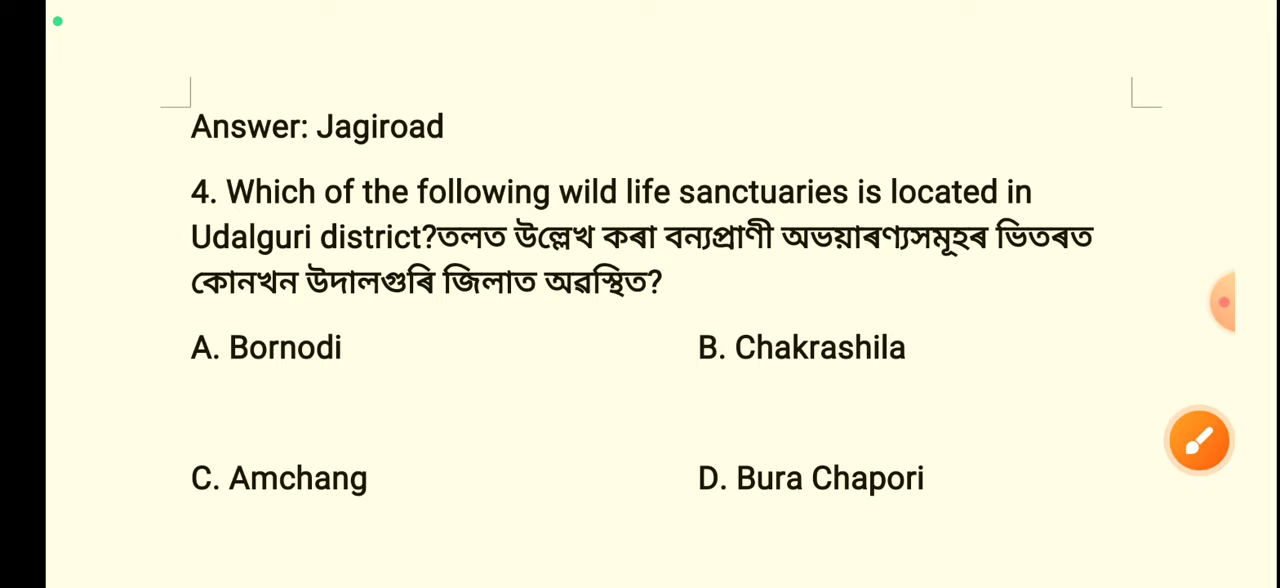 Answer: Jagiroad
4. Which of the following wild life sanctuaries is located in
Udalguri district?তলত উল্লেখ কৰা বন্যপ্ৰাণী অভয়াৰণ্যসমূহৰ ভিতৰত
কোনখন উদালগুৰি জিলাত অৱস্থিত?
A. Bornodi B. Chakrashila
C. Amchang D. Bura Chapori